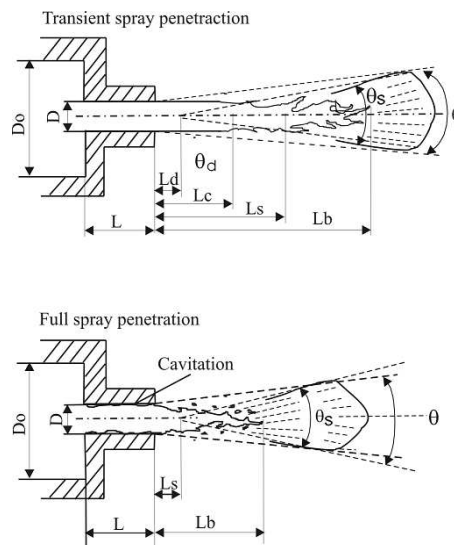 Transient spray penetraction
Do
D
θs
θ
θd
Ld
Lc
Ls
L
Lb
Full spray penetration
Cavitation
Do
D
θs
θ
Ls
L
Lb